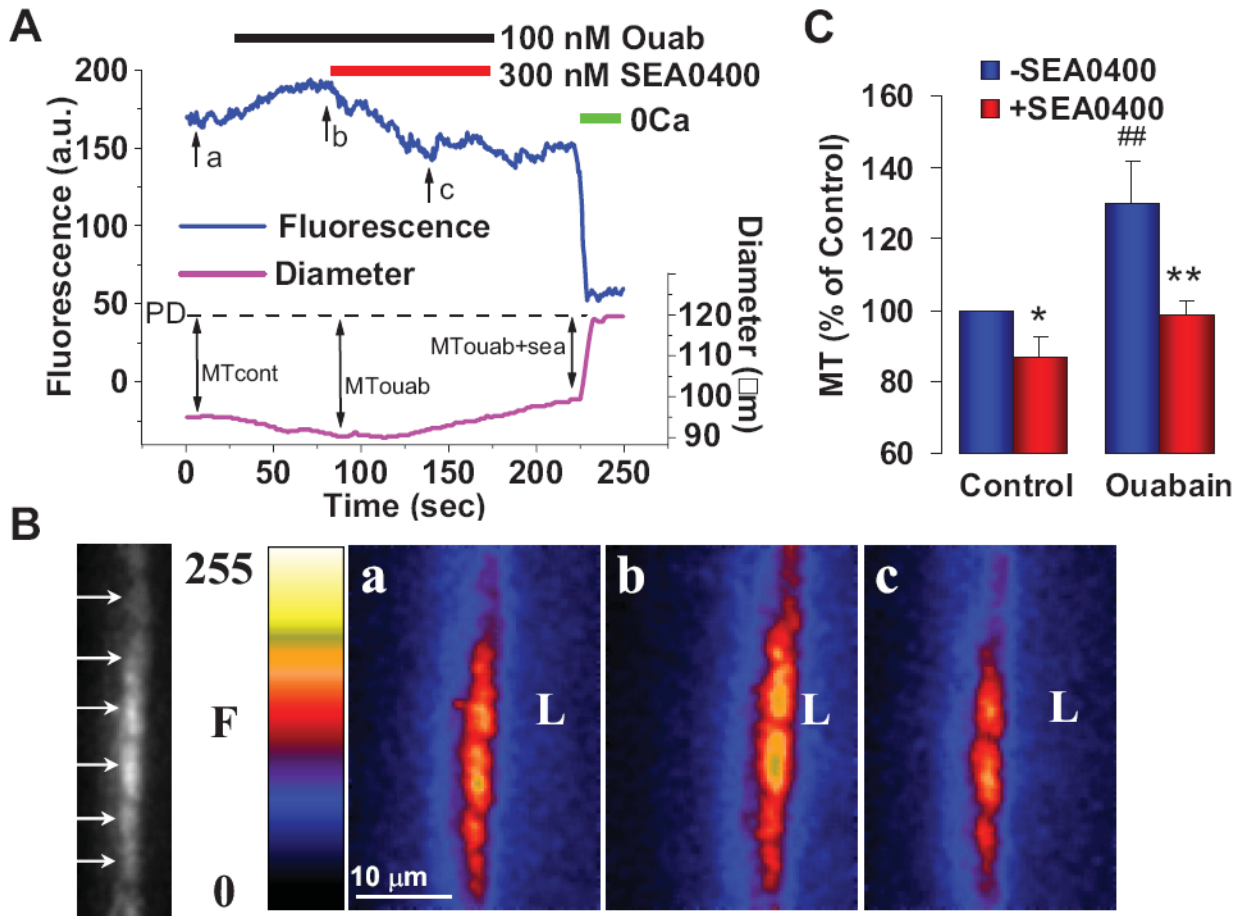 A
100 nM Ouab
300 nM SEA0400
0Ca
Fluorescence (a.u.)
200
150
100
50
0
a
b
c
Fluorescence
Diameter
PD
MTcont
MTouab
MTouab+sea
Diameter (□m)
120
110
100
90
0 50 100 150 200 250
Time (sec)
C
-SEA0400
+SEA0400
MT (% of Control)
160
140
120
100
80
60
*
##
**
Control Ouabain
B
255
F
0
a
L
10 μm
b
L
c
L